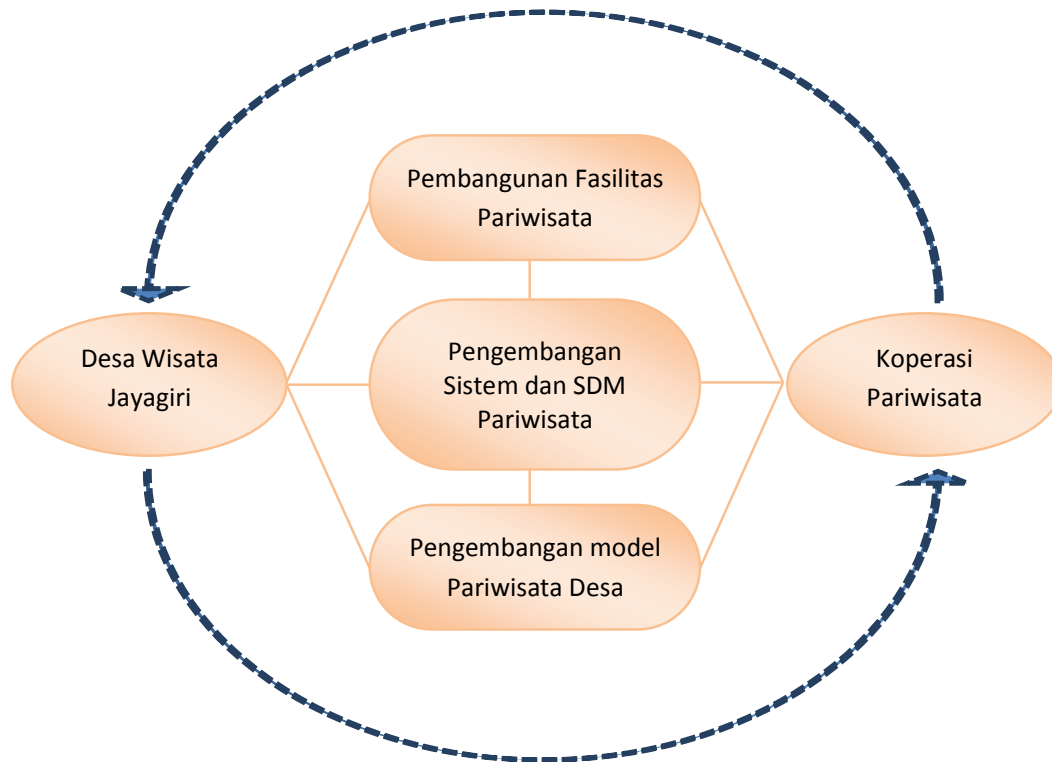 Pembangunan Fasilitas
Pariwisata
Desa Wisata
Jayagiri
Pengembangan
Sistem dan SDM
Pariwisata
Koperasi
Pariwisata
Pengembangan model
Pariwisata Desa